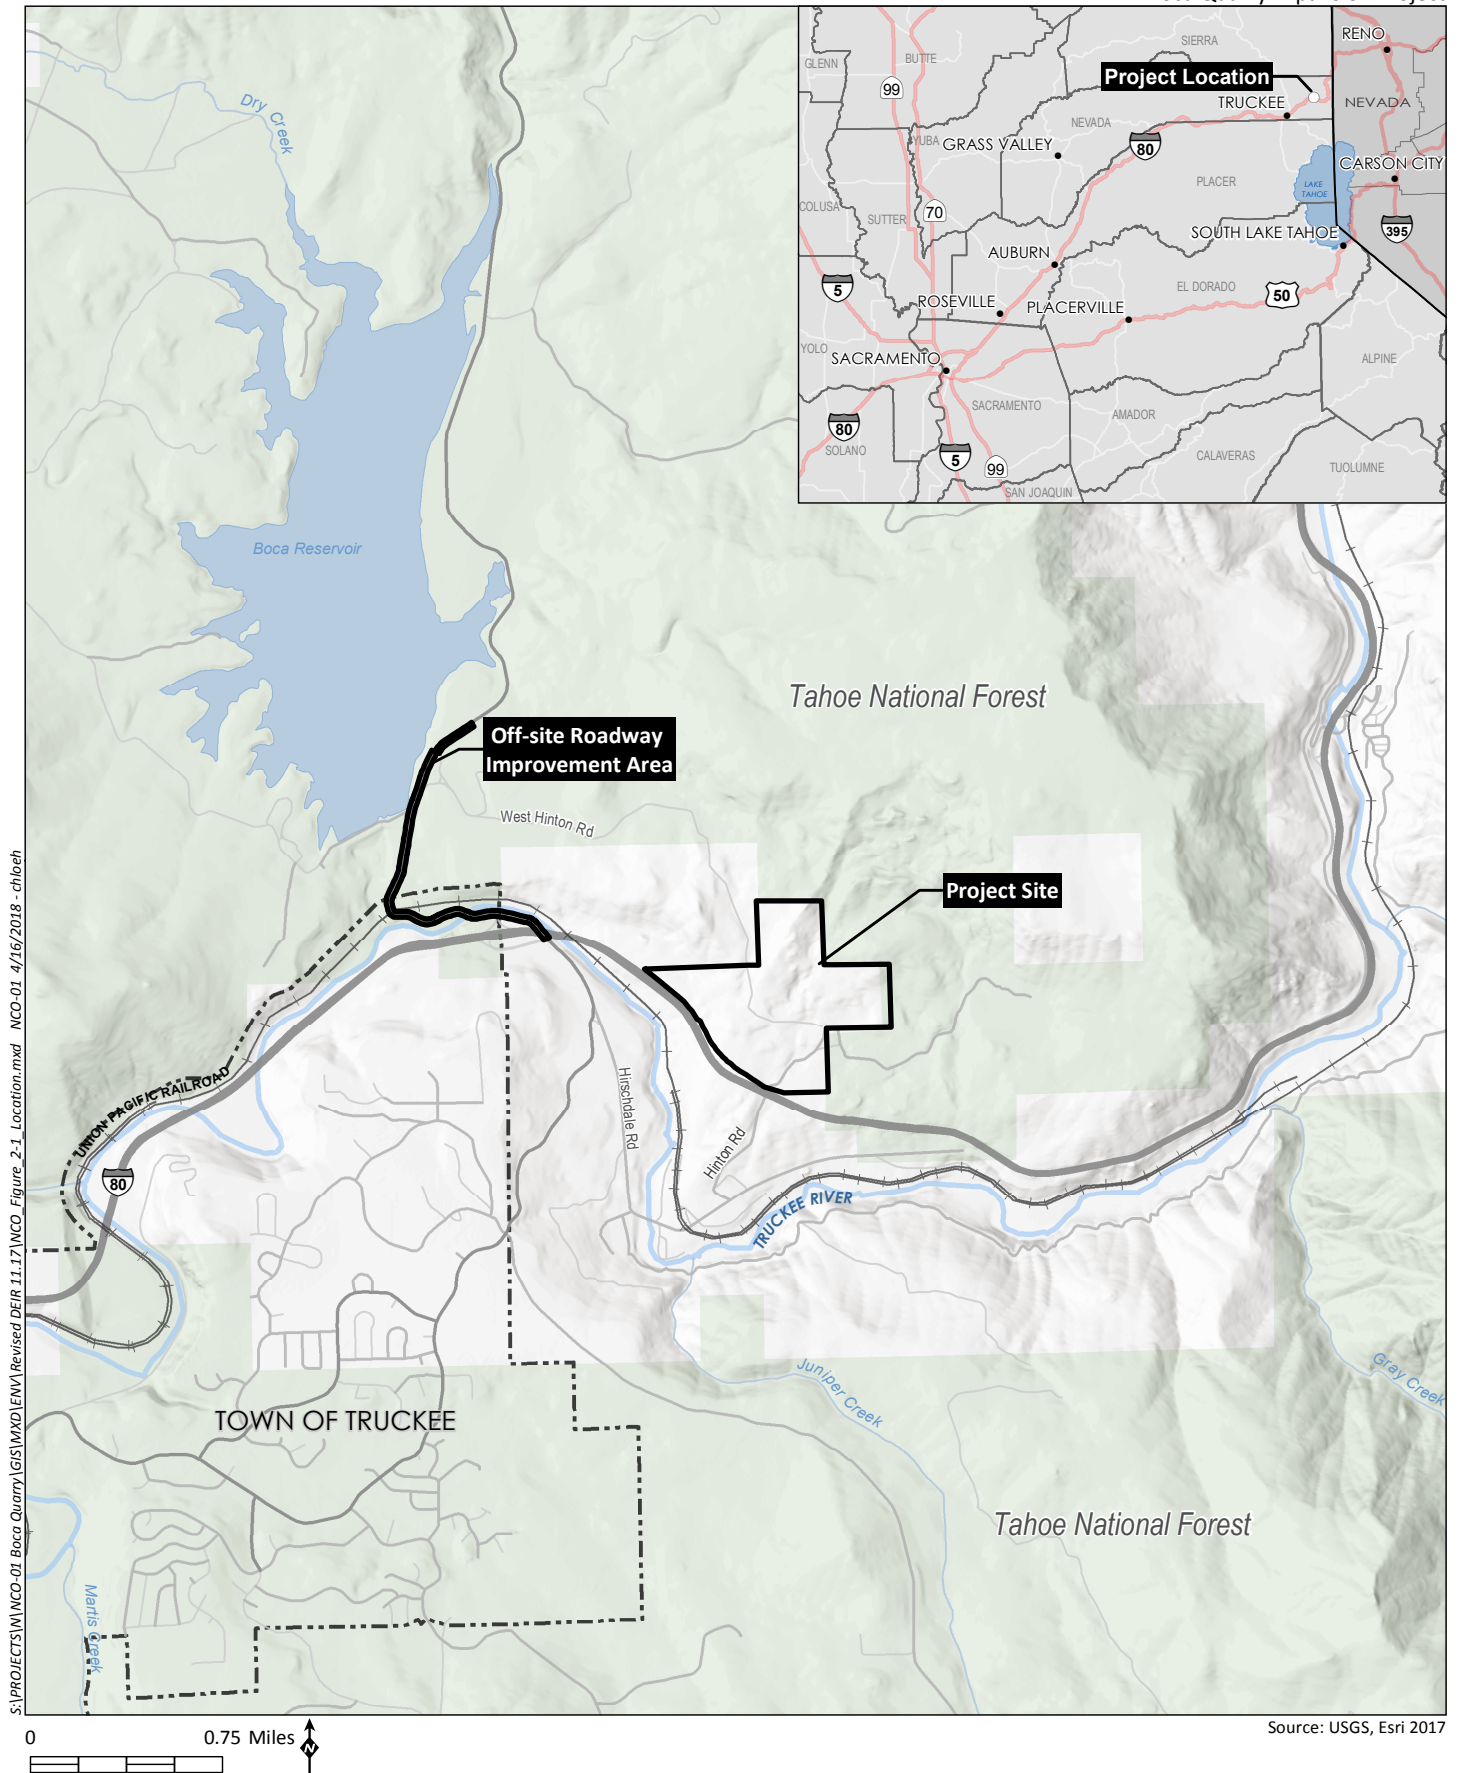 SIERRA
RENO
GLENN
BUTTE
99
Project Location
TRUCKEE
NEVADA
NEVADA
YUBA
GRASS VALLEY
80
CARSON CITY
PLACER
LAKE
TAHOE
COLUSA
SUTTER
70
SOUTH LAKE TAHOE
395
AUBURN
5
EL DORADO
50
ROSEVILLE
PLACERVILLE
YOLO
SACRAMENTO
ALPINE
SACRAMENTO
AMADOR
80
SOLANO
5
99
CALAVERAS
TUOLUMNE
SAN JOAQUIN
Dry Creek
Boca Reservoir
Tahoe National Forest
Off-site Roadway
Improvement Area
West Hinton Rd
Project Site
UNION PACIFIC RAILROAD
80
Hirschdale Rd
Hinton Rd
TRUCKEE RIVER
Juniper Creek
Gray Creek
TOWN OF TRUCKEE
Tahoe National Forest
Martis Creek
S:\PROJECTS\N\NCO-01 Boca Quarry\GIS\MXD\ENV\Revised DEIR 11.17\NCO_Figure_2-1_Location.mxd NCO-01 4/16/2018 - chloeh
0 0.75 Miles
N
Source: USGS, Esri 2017